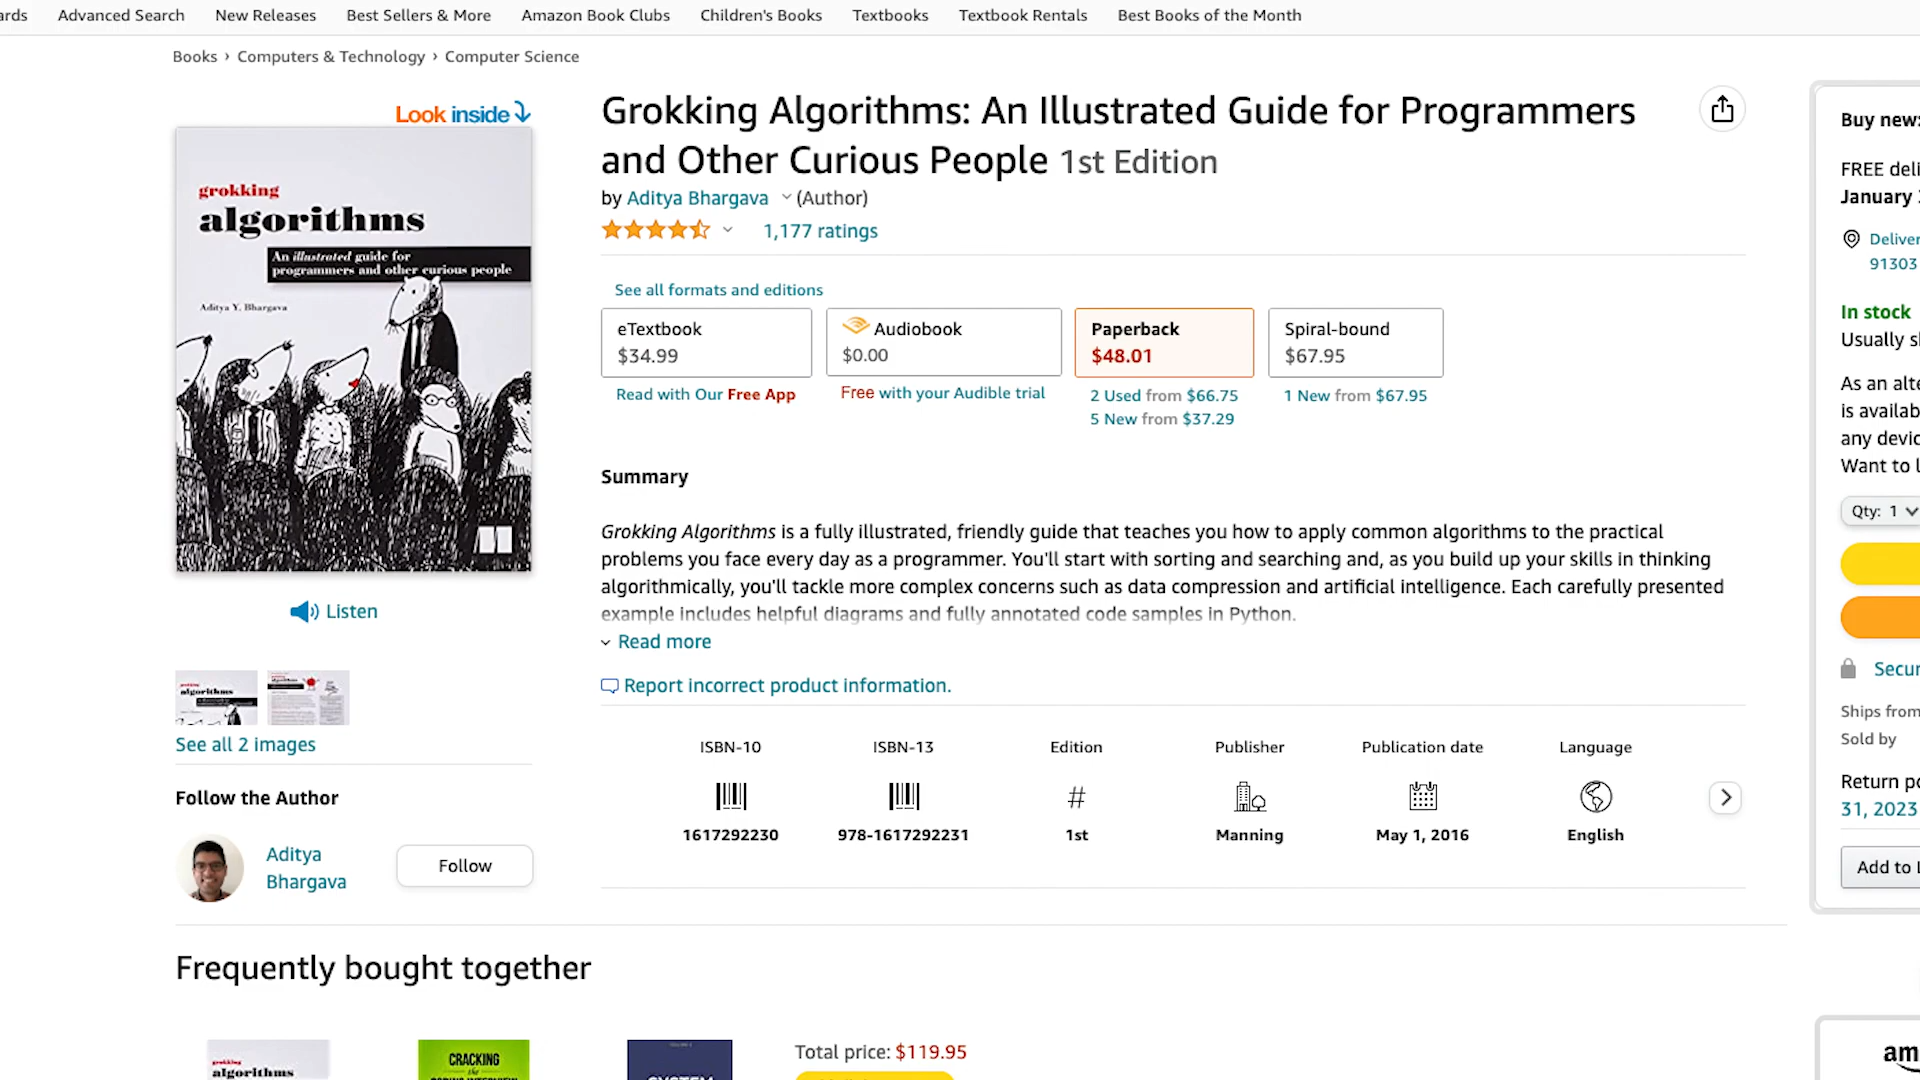 Advanced Search New Releases Best Sellers & More Amazon Book Clubs Children's Books Textbooks Textbook Rentals Best Books of the Month
Books › Computers & Technology › Computer Science
Look inside
grokking
algorithms
An illustrated guide for
programmers and other curious people
Aditya Y. Bhargava
Listen
See all 2 images
Follow the Author
Aditya
Bhargava
Follow
Grokking Algorithms: An Illustrated Guide for Programmers
and Other Curious People 1st Edition
by Aditya Bhargava (Author)
1,177 ratings
See all formats and editions
eTextbook
$34.99
Read with Our Free App
Audiobook
$0.00
Free with your Audible trial
Paperback
$48.01
2 Used from $66.75
5 New from $37.29
Spiral-bound
$67.95
1 New from $67.95
Summary
Grokking Algorithms is a fully illustrated, friendly guide that teaches you how to apply common algorithms to the practical
problems you face every day as a programmer. You'll start with sorting and searching and, as you build up your skills in thinking
algorithmically, you'll tackle more complex concerns such as data compression and artificial intelligence. Each carefully presented
example includes helpful diagrams and fully annotated code samples in Python.
Read more
Report incorrect product information.
ISBN-10
1617292230
ISBN-13
978-1617292231
Edition
#
1st
Publisher
Manning
Publication date
May 1, 2016
Language
English
Buy new:
FREE deli
January
Deliver
91303
In stock
Usually
As an alte
is availab
any devic
Want to
Qty: 1
Secur
Ships from
Sold by
Return po
31, 2023
Add to
Frequently bought together
grokking
algorithms
CRACKING
the
Total price: $119.95
am